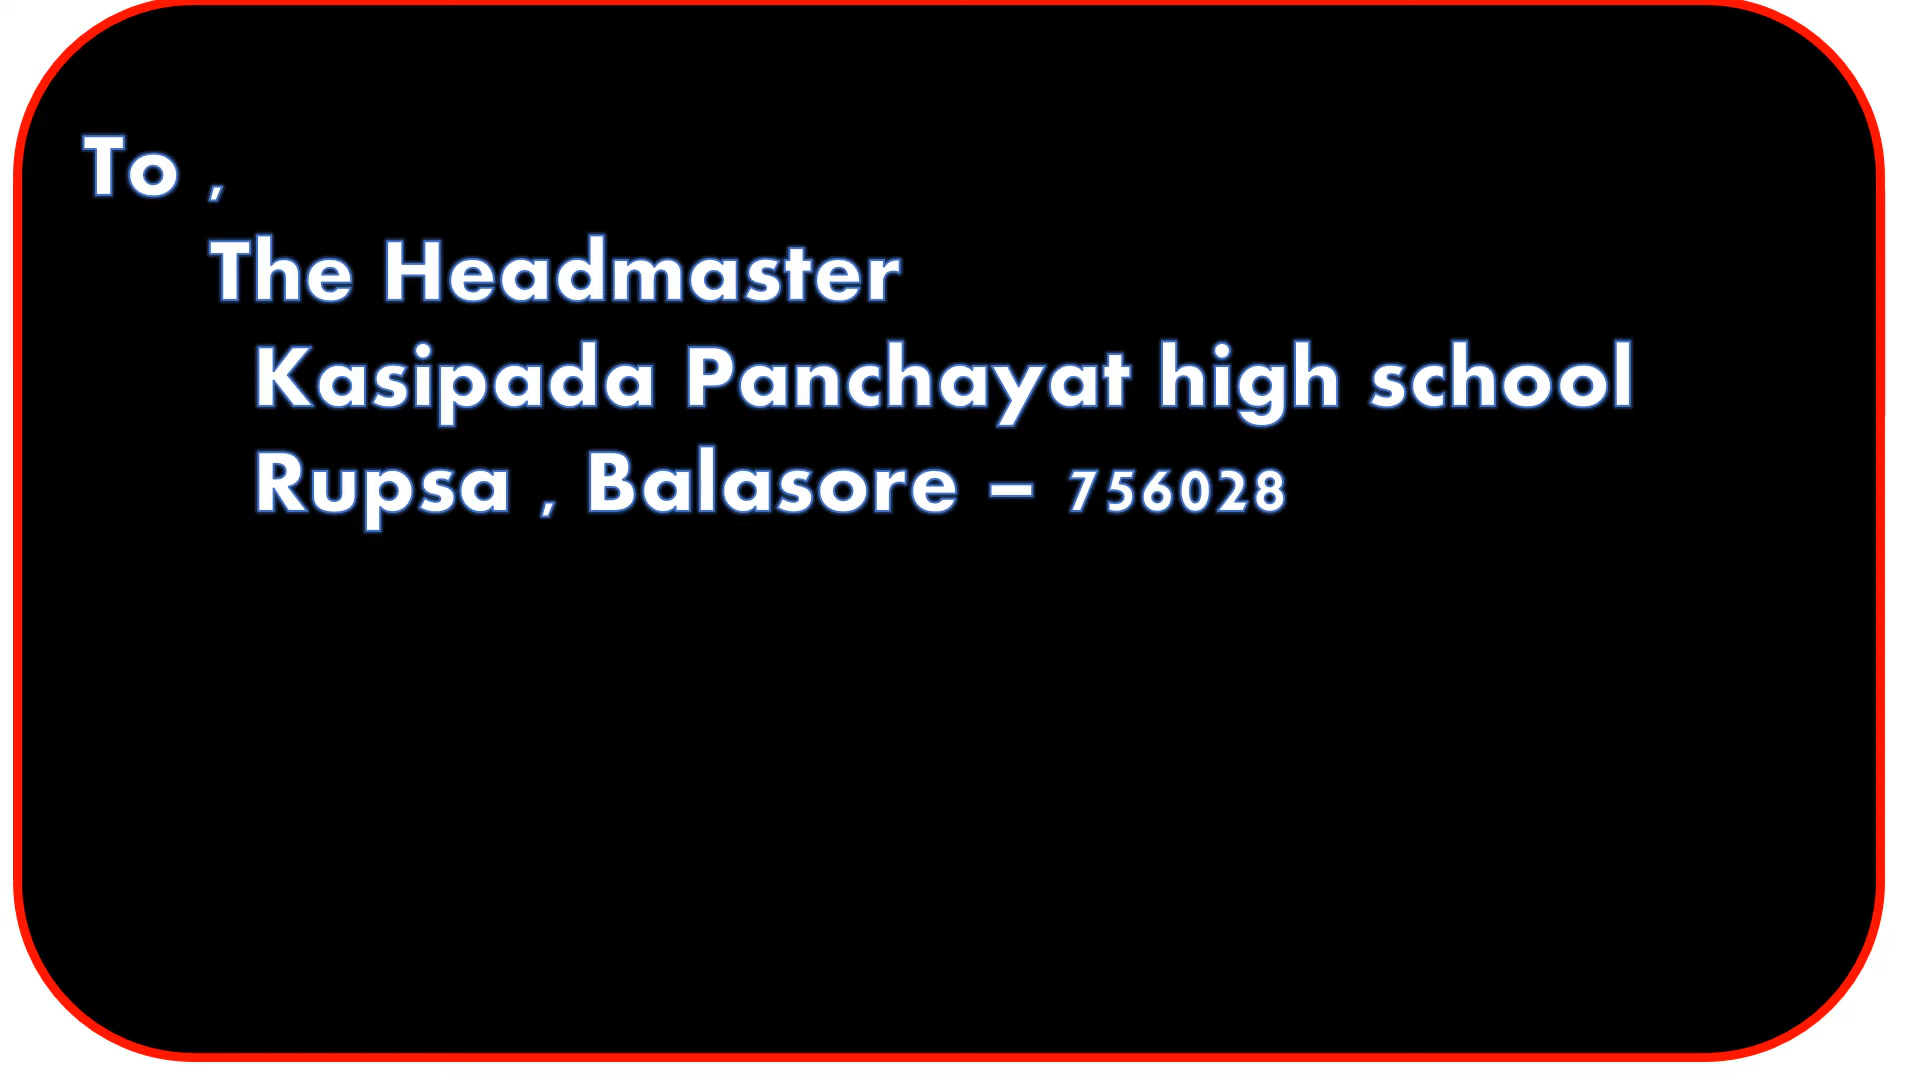 To ,
The Headmaster
Kasipada Panchayat high school
Rupsa , Balasore – 756028